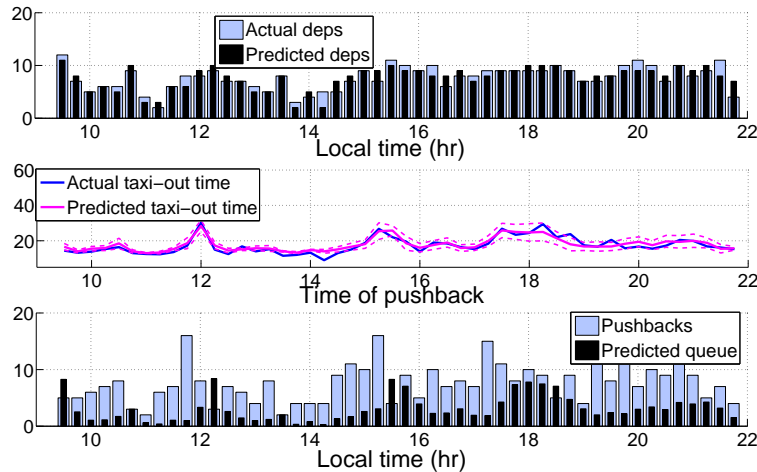 20
10
0
Actual deps
Predicted deps
10 12 14 16 18 20 22
Local time (hr)
60
40
20
Actual taxi−out time
Predicted taxi−out time
10 12 14 16 18 20 22
Time of pushback
20
10
0
Pushbacks
Predicted queue
10 12 14 16 18 20 22
Local time (hr)